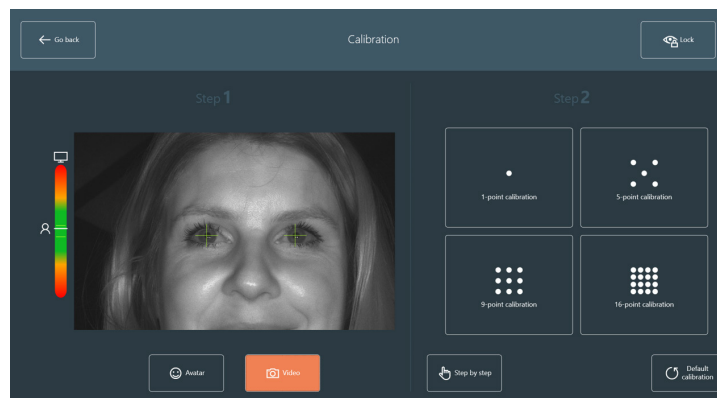 Go back
Calibration
Lock
Step 1
Step 2
1-point calibration
5-point calibration
9-point calibration
16-point calibration
Avatar
Video
Step by step
Default
calibration